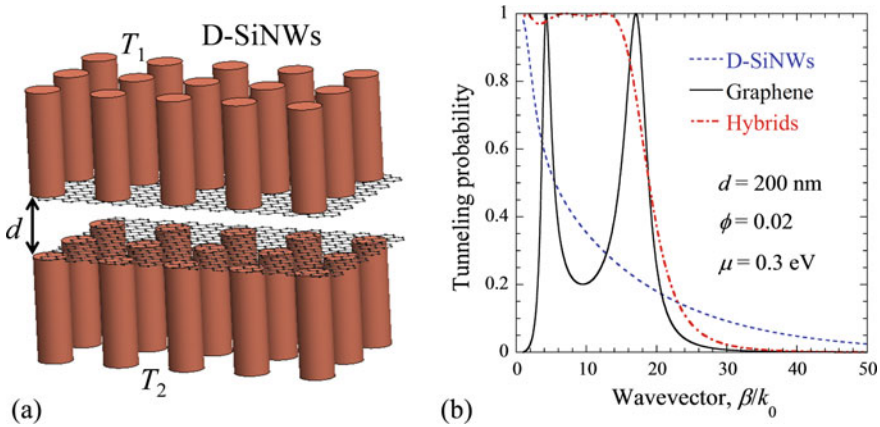 T₁
D-SiNWs
d
T₂
(a)
Tunneling probability
1
0.8
0.6
0.4
0.2
0
D-SiNWs
Graphene
Hybrids
d = 200 nm
ϕ = 0.02
μ = 0.3 eV
0 10 20 30 40 50
Wavevector, β/k₀
(b)